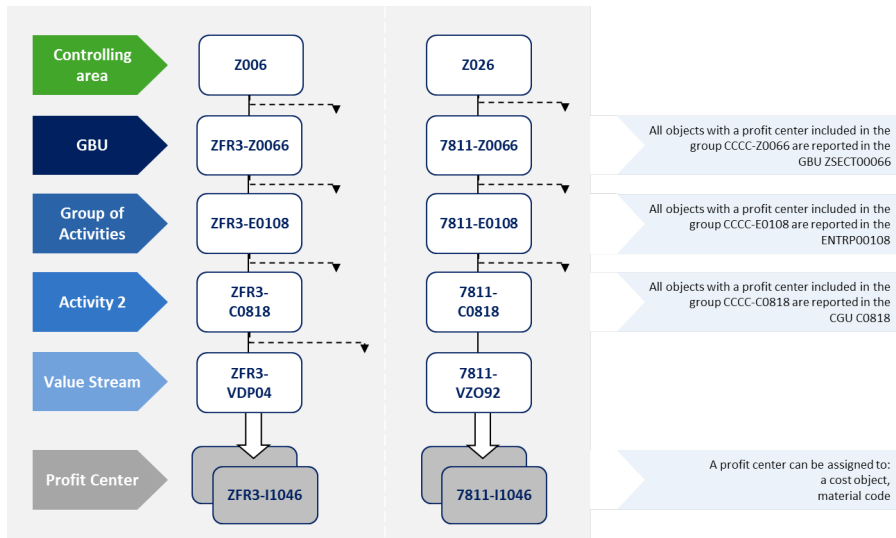 Controlling
area
Z006
Z026
GBU
ZFR3-Z0066
7811-Z0066
All objects with a profit center included in the
group CCCC-Z0066 are reported in the
GBU ZSECT00066
Group of
Activities
ZFR3-E0108
7811-E0108
All objects with a profit center included in the
group CCCC-E0108 are reported in the
ENTRP00108
Activity 2
ZFR3-
C0818
7811-
C0818
All objects with a profit center included in the
group CCCC-C0818 are reported in the
CGU C0818
Value Stream
ZFR3-
VDP04
7811-
VZO92
Profit Center
ZFR3-I1046
7811-I1046
A profit center can be assigned to:
a cost object,
material code